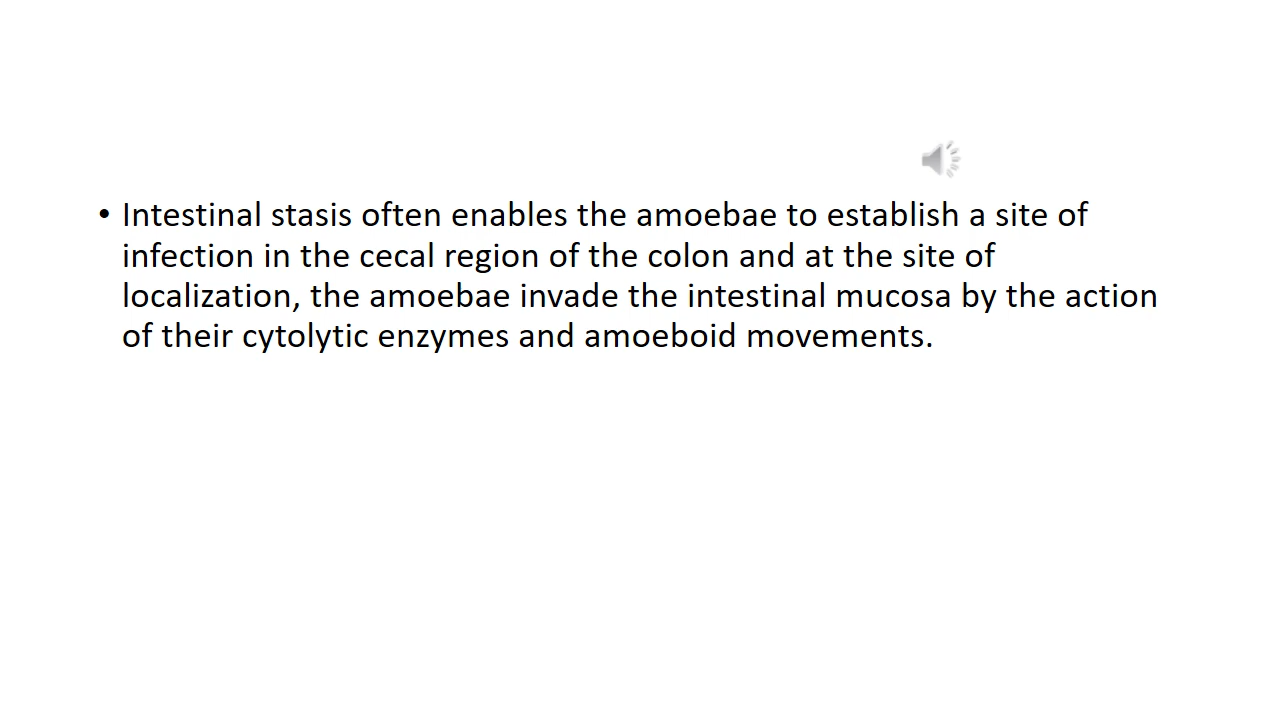 • Intestinal stasis often enables the amoebae to establish a site of
infection in the cecal region of the colon and at the site of
localization, the amoebae invade the intestinal mucosa by the action
of their cytolytic enzymes and amoeboid movements.